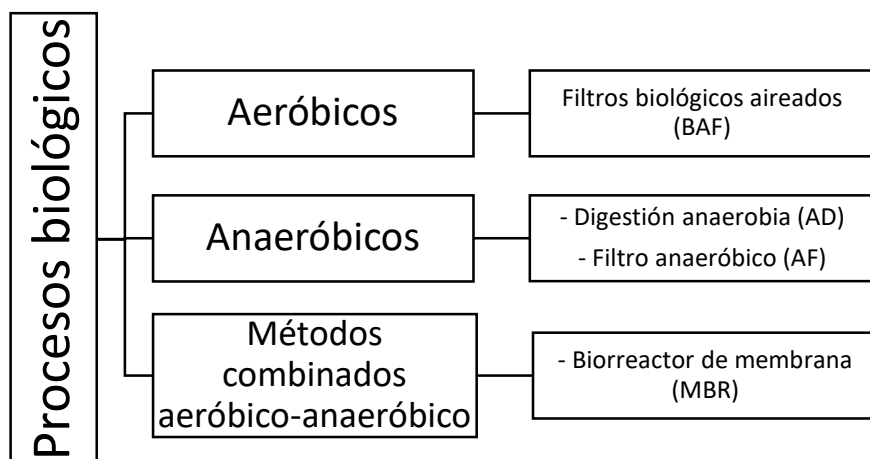 Procesos biológicos
Aeróbicos
Filtros biológicos aireados
(BAF)
Anaeróbicos
- Digestión anaerobia (AD)
- Filtro anaeróbico (AF)
Métodos
combinados
aeróbico-anaeróbico
- Biorreactor de membrana
(MBR)